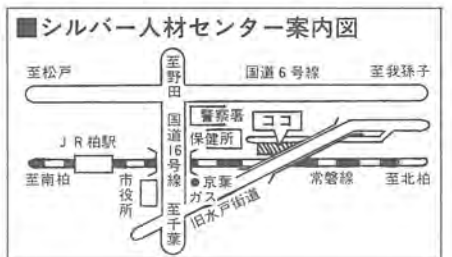 ■シルバー人材センター案内図
至松戸
至野田
国道6号線
至我孫子
国道16号線
警察署
ココ
保健所
JR柏駅
至南柏
市役所
至千葉
京葉ガス
旧水戸街道
常磐線
至北柏